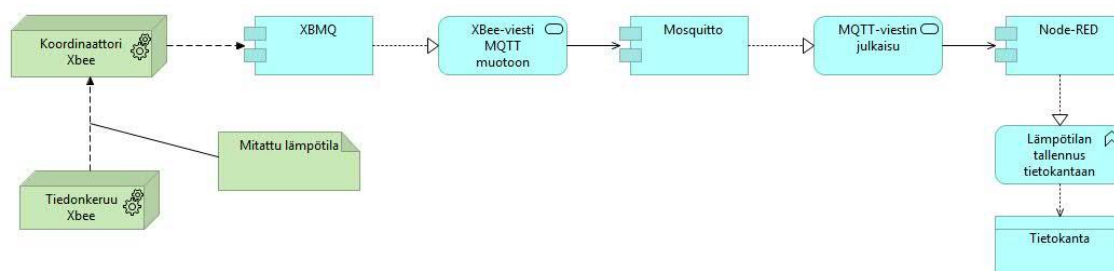 Koordinaattori
Xbee
XBMQ
XBee-viesti
MQTT
muotoon
Mosquitto
MQTT-viestin
julkaisu
Node-RED
Mitattu lämpötila
Lämpötilan
tallennus
tietokantaan
Tiedonkeruu
Xbee
Tietokanta